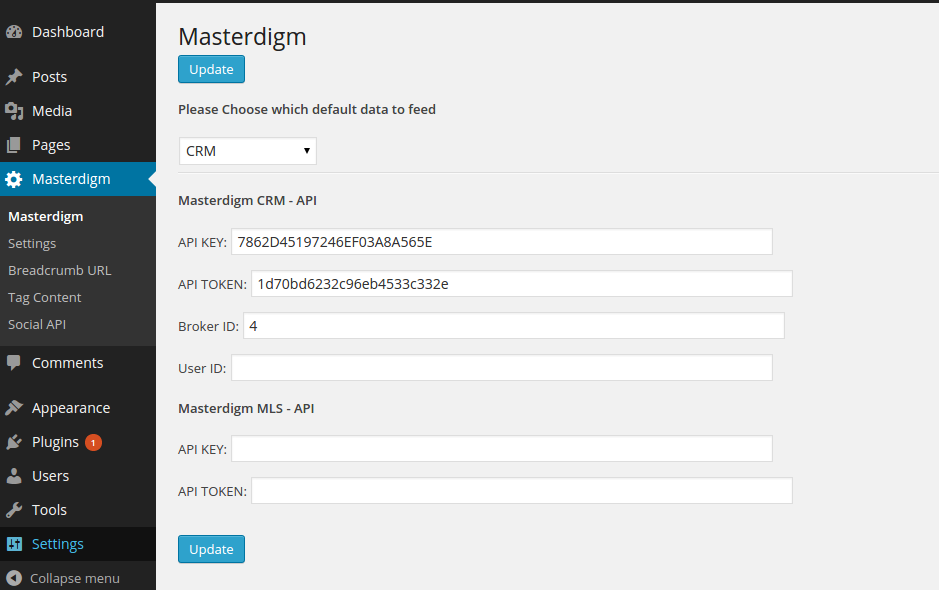 Dashboard
Posts
Media
Pages
Masterdigm
Masterdigm
Settings
Breadcrumb URL
Tag Content
Social API
Comments
Appearance
Plugins 1
Users
Tools
Settings
Collapse menu
Masterdigm
Update
Please Choose which default data to feed
CRM
Masterdigm CRM - API
API KEY: 7862D45197246EF03A8A565E
API TOKEN: 1d70bd6232c96eb4533c332e
Broker ID: 4
User ID:
Masterdigm MLS - API
API KEY:
API TOKEN:
Update